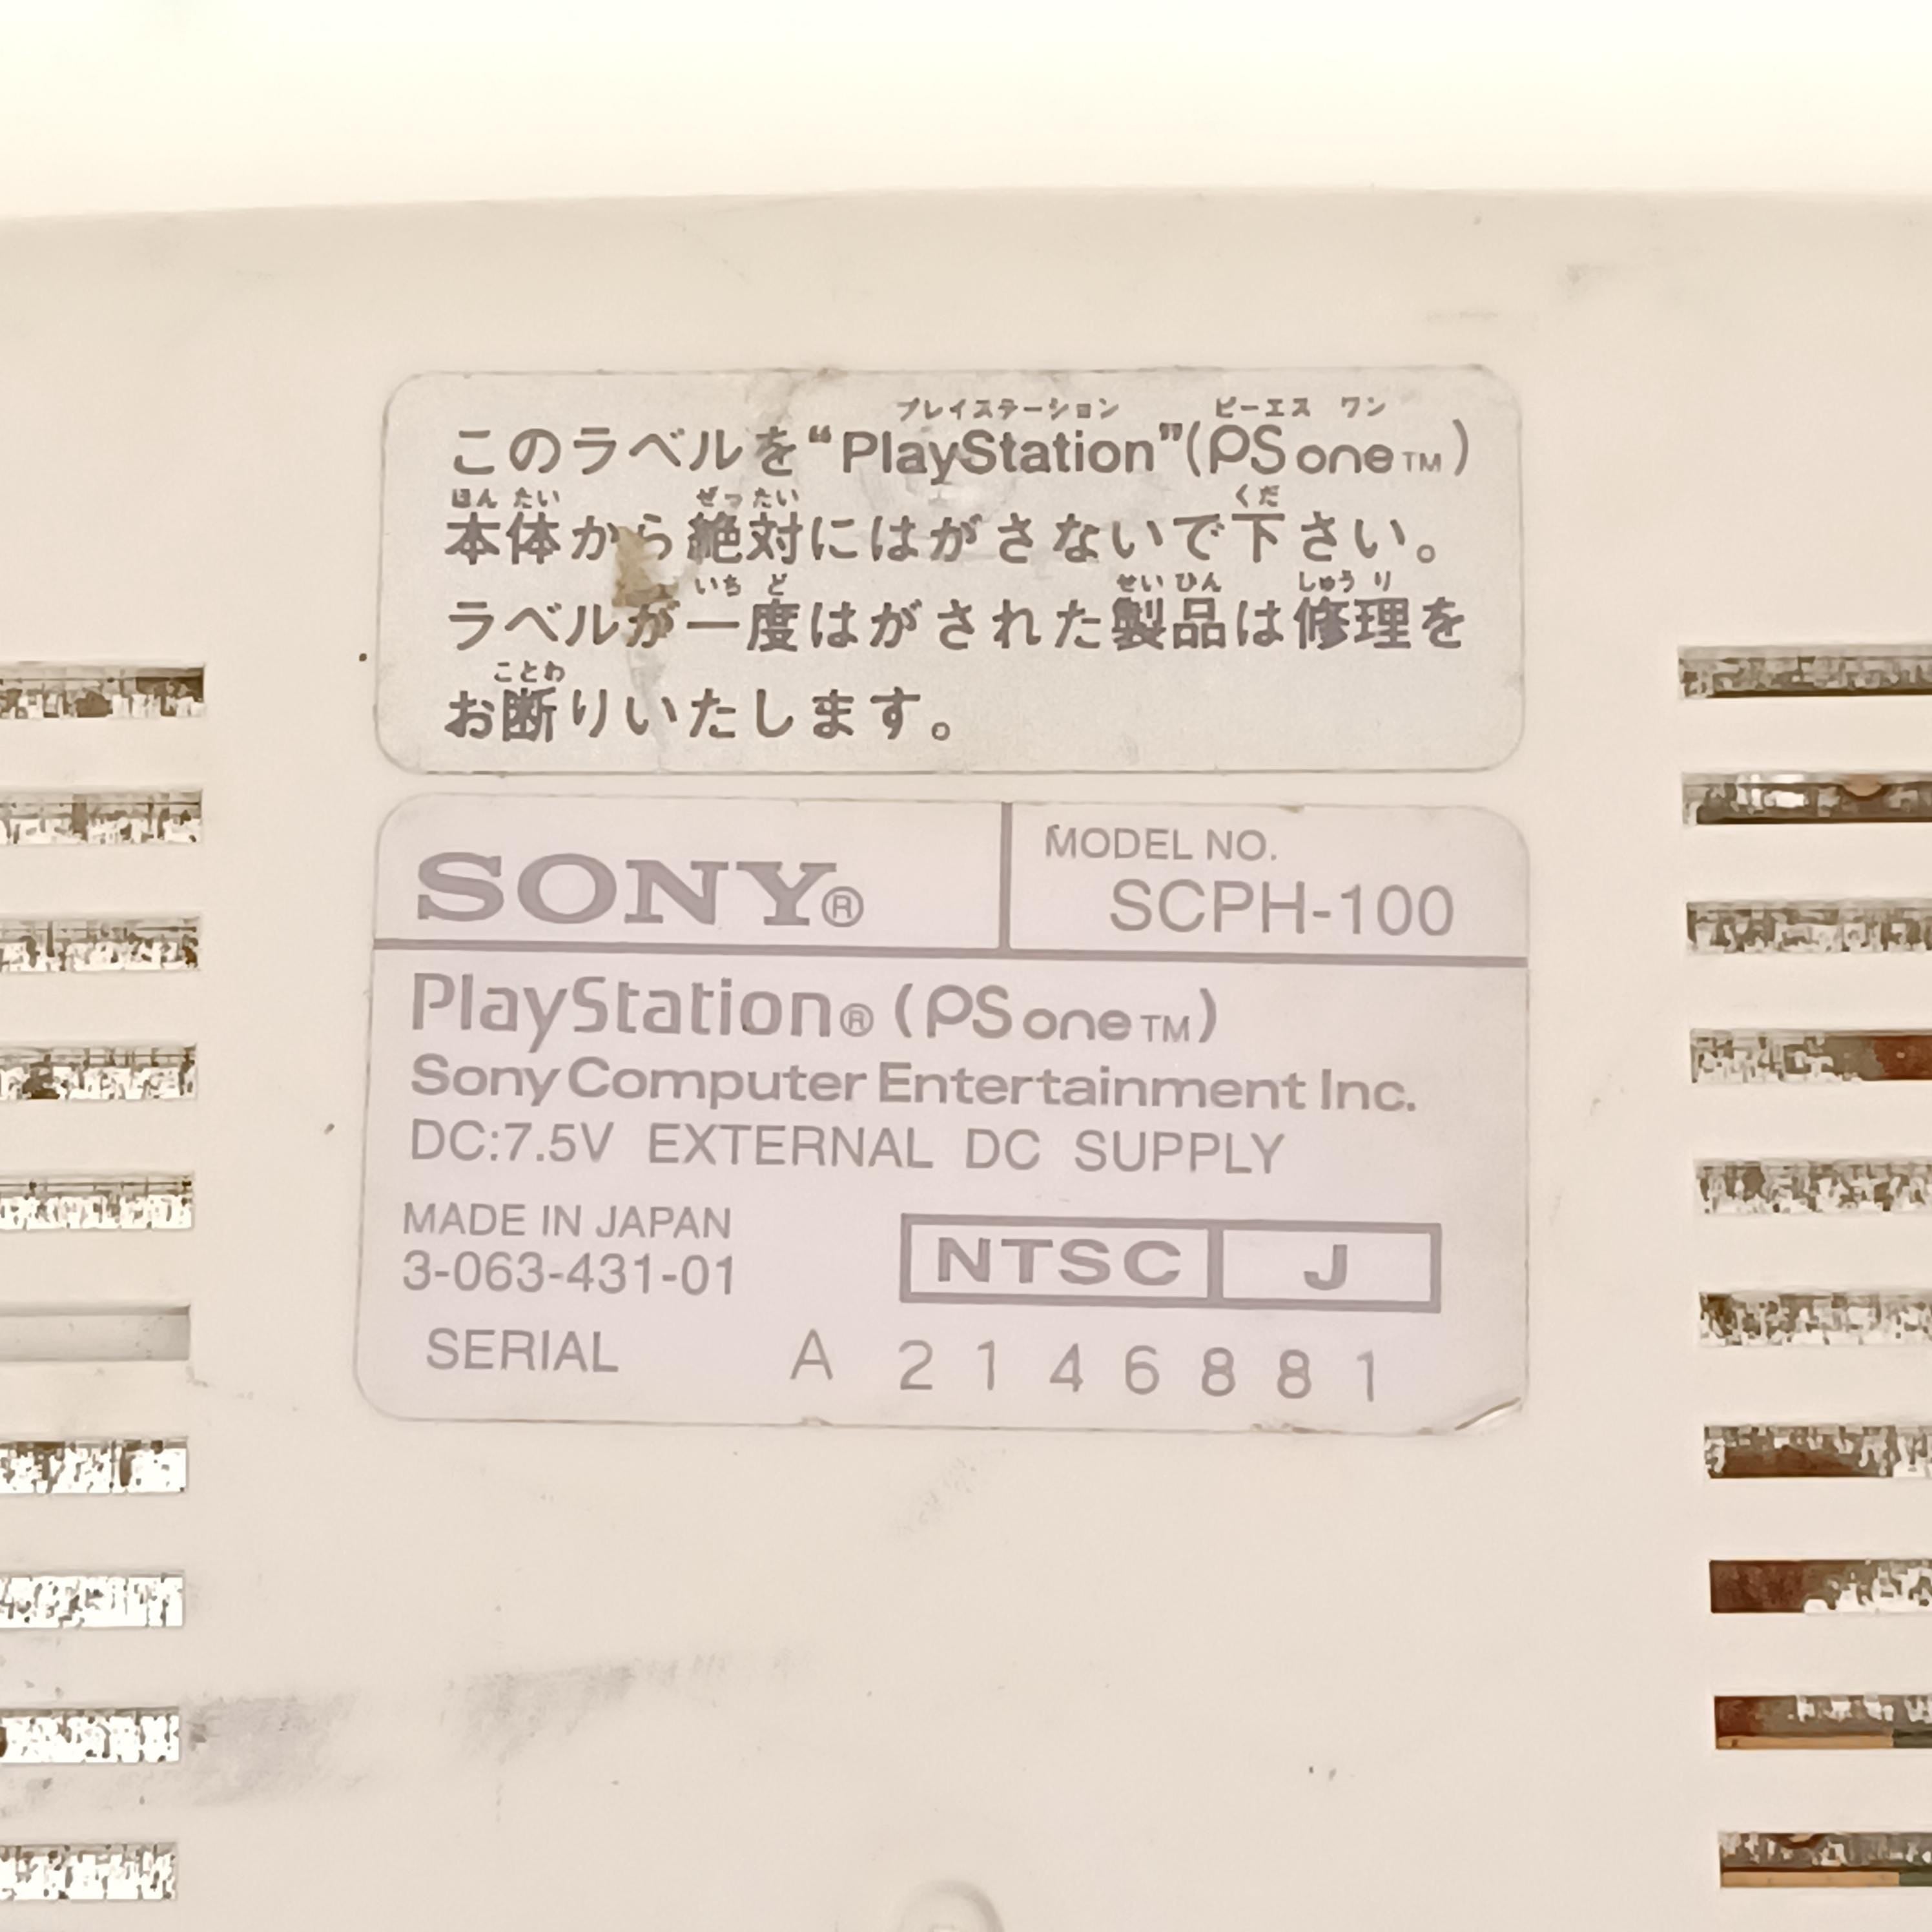 プレイステーション ピーエス ワン
このラベルを“PlayStation”(PS one™)
ほん たい ぜっ たい くだ
本体から絶対にはがさないで下さい。
いち ど せい ひん しゅう り
ラベルが一度はがされた製品は修理を
ことわ
お断りいたします。
SONY®
MODEL NO.
SCPH-100
PlayStation® (PS one™)
Sony Computer Entertainment Inc.
DC:7.5V EXTERNAL DC SUPPLY
MADE IN JAPAN
3-063-431-01
NTSC J
SERIAL A 2146881